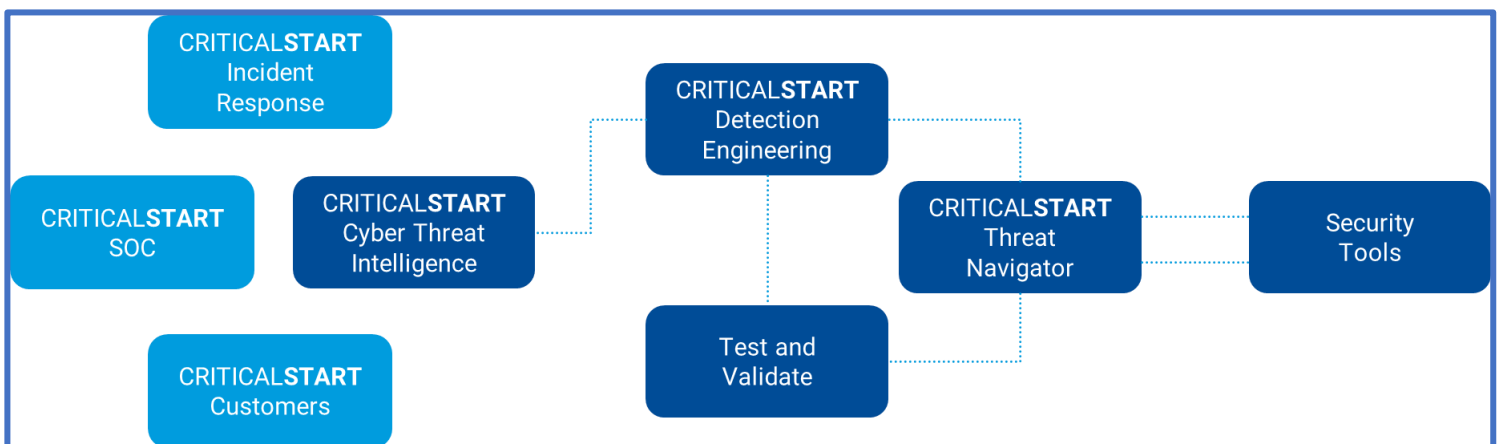 CRITICALSTART
Incident
Response
CRITICALSTART
SOC
CRITICALSTART
Cyber Threat
Intelligence
CRITICALSTART
Customers
CRITICALSTART
Detection
Engineering
Test and
Validate
CRITICALSTART
Threat
Navigator
Security
Tools